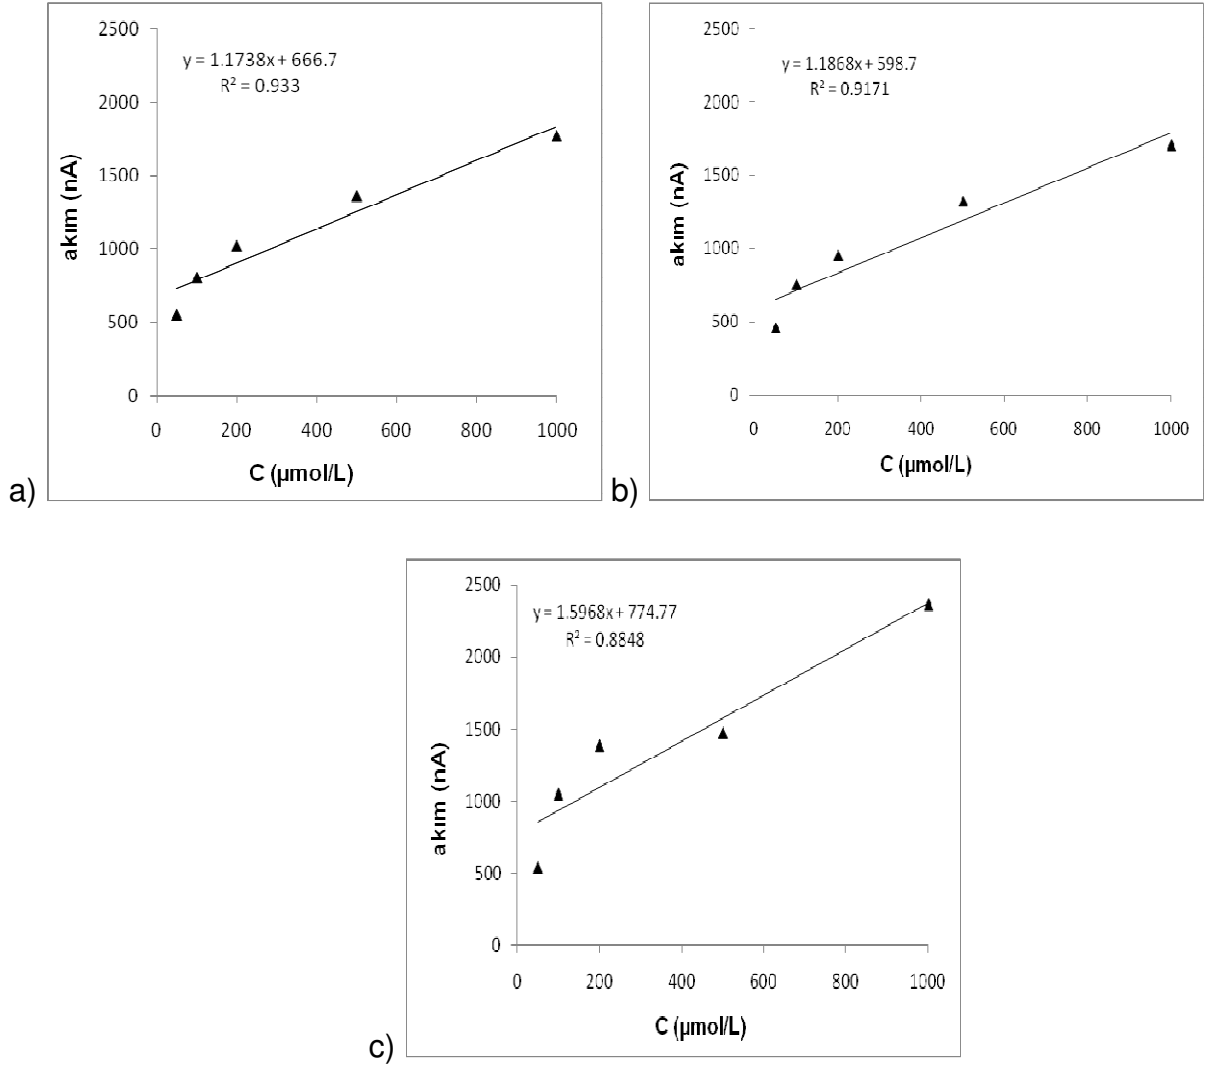 2500
y = 1.1738x + 666.7
R² = 0.933
2000
1500
1000
500
0
akım (nA)
0 200 400 600 800 1000
C (µmol/L)
a)
2500
y = 1.1868x + 598.7
R² = 0.9171
2000
1500
1000
500
0
akım (nA)
0 200 400 600 800 1000
C (µmol/L)
b)
2500
y = 1.5968x + 774.77
R² = 0.8848
2000
1500
1000
500
0
akım (nA)
0 200 400 600 800 1000
C (µmol/L)
c)